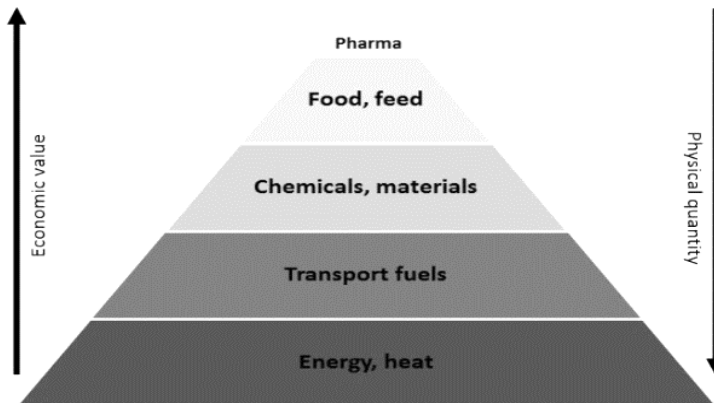 Pharma
Food, feed
Chemicals, materials
Transport fuels
Energy, heat
Economic value
Physical quantity